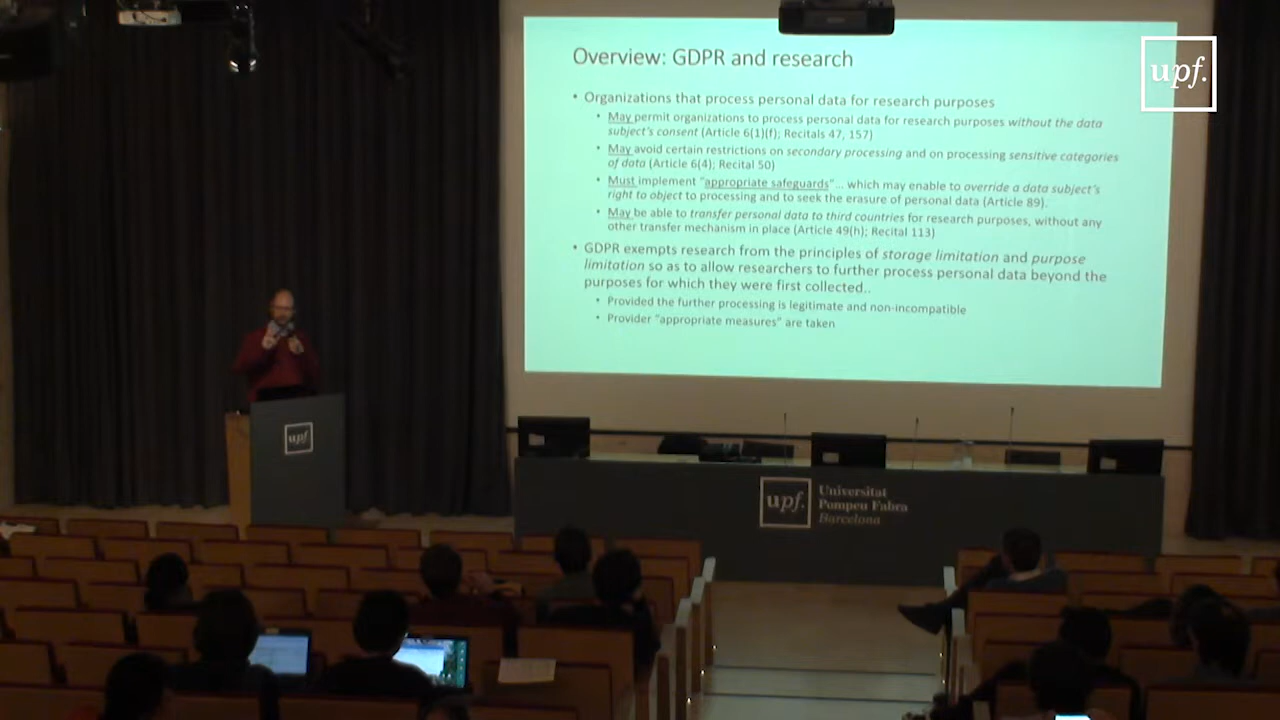 Overview: GDPR and research
upf.
• Organizations that process personal data for research purposes
• May permit organizations to process personal data for research purposes without the data
subject's consent (Article 6(1)(f); Recitals 47, 157)
• May avoid certain restrictions on secondary processing and on processing sensitive categories
of data (Article 6(4); Recital 50)
• Must implement "appropriate safeguards"... which may enable to override a data subject's
right to object to processing and to seek the erasure of personal data (Article 89).
• May be able to transfer personal data to third countries for research purposes, without any
other transfer mechanism in place (Article 49(h); Recital 113)
• GDPR exempts research from the principles of storage limitation and purpose
limitation so as to allow researchers to further process personal data beyond the
purposes for which they were first collected..
• Provided the further processing is legitimate and non-incompatible
• Provider "appropriate measures" are taken
upf.
upf.
Universitat
Pompeu Fabra
Barcelona